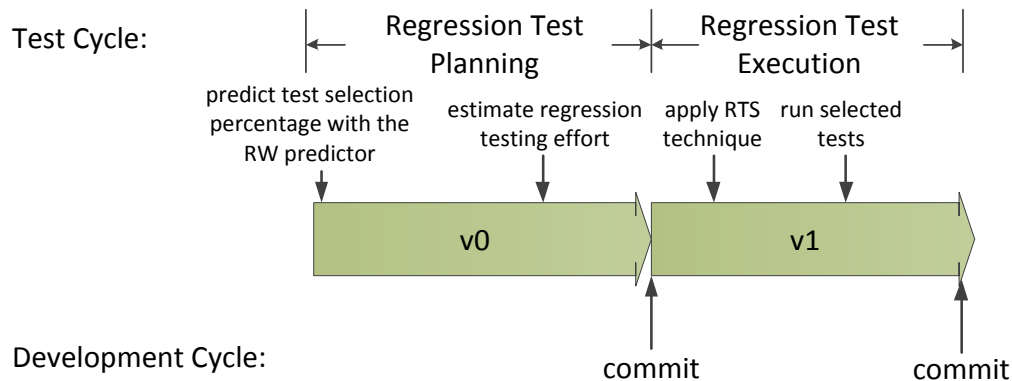 Test Cycle:
Regression Test
Planning
Regression Test
Execution
predict test selection
percentage with the
RW predictor
estimate regression
testing effort
apply RTS
technique
run selected
tests
v0
v1
Development Cycle:
commit
commit